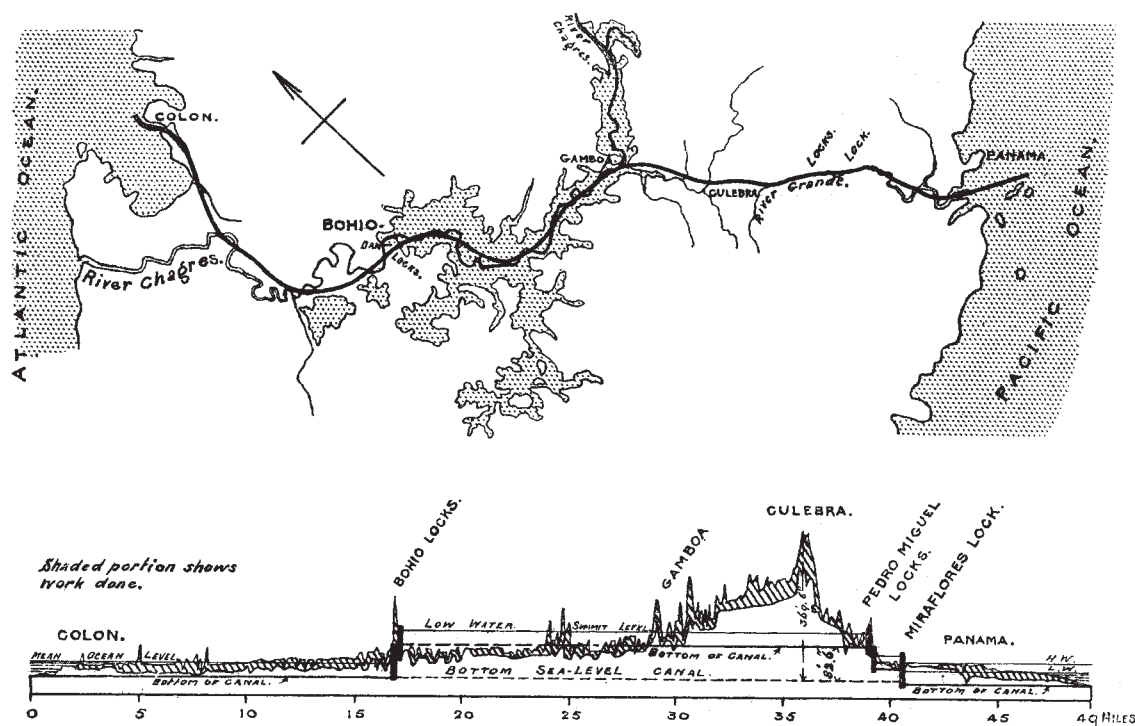 River
Chagres.
COLON.
ATLANTIC OCEAN.
GAMBOA
LOCKS.
LOCK.
PANAMA
CULEBRA
River Grande.
BOHIO.
DAM
LOCKS.
River Chagres.
PACIFIC OCEAN.
Shaded portion shows
work done.
BOHIO LOCKS.
GAMBOA
CULEBRA.
PEDRO MIGUEL
LOCKS.
MIRAFLORES LOCK.
COLON.
LOW WATER SUMMIT LEVEL
PANAMA.
MEAN OCEAN LEVEL
BOTTOM OF CANAL.
H.W.
L.W.
BOTTOM SEA-LEVEL CANAL.
BOTTOM OF CANAL.
BOTTOM OF CANAL.
0 5 10 15 20 25 30 35 40 45 49 MILES